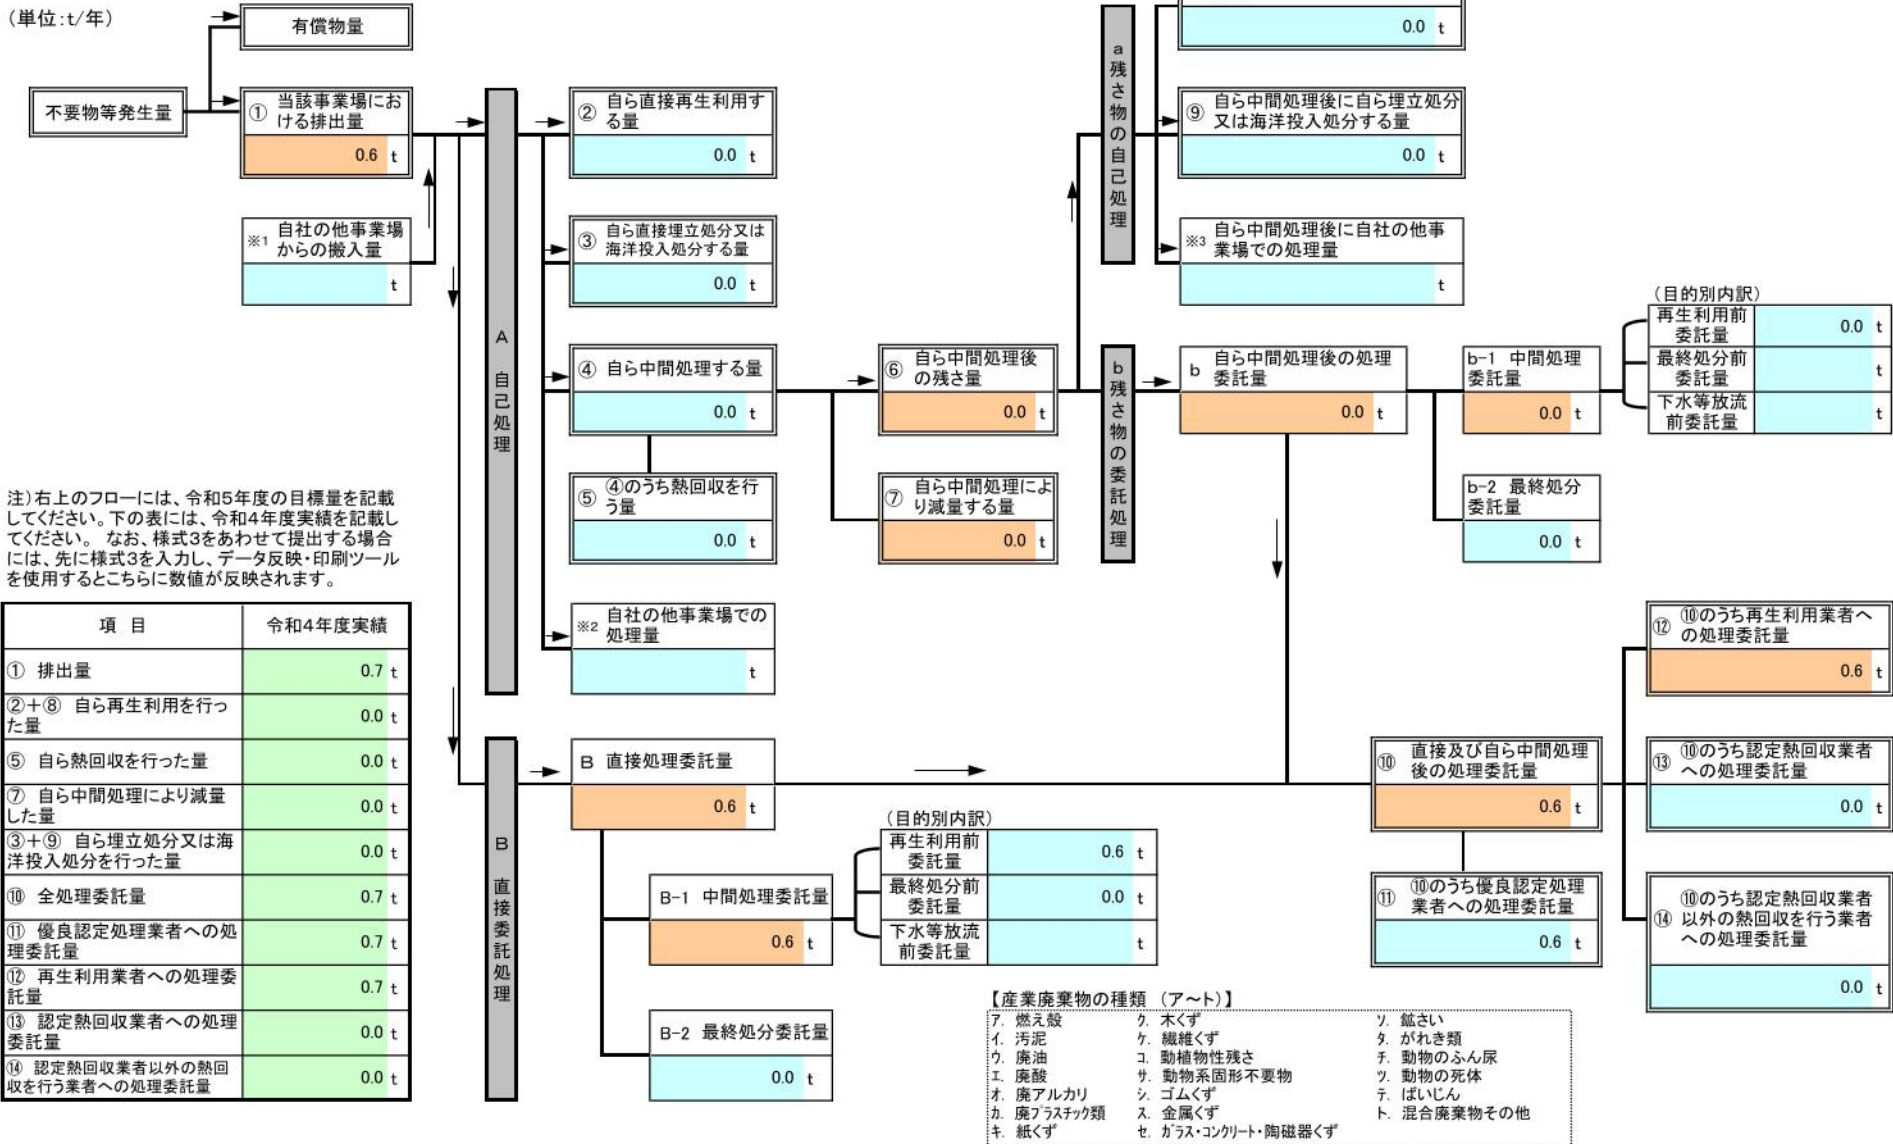 (単位:t/年)
有償物量
不要物等発生量
① 当該事業場にお
ける排出量
0.6 t
※1 自社の他事業場
からの搬入量
t
A 自己処理
② 自ら直接再生利用す
る量
0.0 t
③ 自ら直接埋立処分又は
海洋投入処分する量
0.0 t
④ 自ら中間処理する量
0.0 t
⑤ ④のうち熱回収を行
う量
0.0 t
※2 自社の他事業場での
処理量
t
⑥ 自ら中間処理後
の残さ量
0.0 t
⑦ 自ら中間処理によ
り減量する量
0.0 t
a 残さ物の自己処理
0.0 t
⑨ 自ら中間処理後に自ら埋立処分
又は海洋投入処分する量
0.0 t
※3 自ら中間処理後に自社の他事
業場での処理量
t
b 残さ物の委託処理
b 自ら中間処理後の処理
委託量
0.0 t
b-1 中間処理
委託量
0.0 t
b-2 最終処分
委託量
0.0 t
(目的別内訳)
再生利用前
委託量
0.0 t
最終処分前
委託量
t
下水等放流
前委託量
t
注)右上のフローには、令和5年度の目標量を記載
してください。下の表には、令和4年度実績を記載し
てください。 なお、様式3をあわせて提出する場合
には、先に様式3を入力し、データ反映・印刷ツール
を使用するとこちらに数値が反映されます。
項 目 令和4年度実績
① 排出量 0.7 t
②+⑧ 自ら再生利用を行っ
た量 0.0 t
⑤ 自ら熱回収を行った量 0.0 t
⑦ 自ら中間処理により減量
した量 0.0 t
③+⑨ 自ら埋立処分又は海
洋投入処分を行った量 0.0 t
⑩ 全処理委託量 0.7 t
⑪ 優良認定処理業者への処
理委託量 0.7 t
⑫ 再生利用業者への処理委
託量 0.7 t
⑬ 認定熱回収業者への処理
委託量 0.0 t
⑭ 認定熱回収業者以外の熱回
収を行う業者への処理委託量 0.0 t
B 直接委託処理
B 直接処理委託量
0.6 t
B-1 中間処理委託量
0.6 t
B-2 最終処分委託量
0.0 t
(目的別内訳)
再生利用前
委託量
0.6 t
最終処分前
委託量
0.0 t
下水等放流
前委託量
t
⑩ 直接及び自ら中間処理
後の処理委託量
0.6 t
⑪ ⑩のうち優良認定処理
業者への処理委託量
0.6 t
⑫ ⑩のうち再生利用業者へ
の処理委託量
0.6 t
⑬ ⑩のうち認定熱回収業者
への処理委託量
0.0 t
⑭ ⑩のうち認定熱回収業者
以外の熱回収を行う業者
への処理委託量
0.0 t
【産業廃棄物の種類 (ア~ト)】
ア. 燃え殻 ク. 木くず ソ. 鉱さい
イ. 汚泥 ケ. 繊維くず タ. がれき類
ウ. 廃油 コ. 動植物性残さ チ. 動物のふん尿
エ. 廃酸 サ. 動物系固形不要物 ツ. 動物の死体
オ. 廃アルカリ シ. ゴムくず テ. ばいじん
カ. 廃プラスチック類 ス. 金属くず ト. 混合廃棄物その他
キ. 紙くず セ. ガラス・コンクリート・陶磁器くず